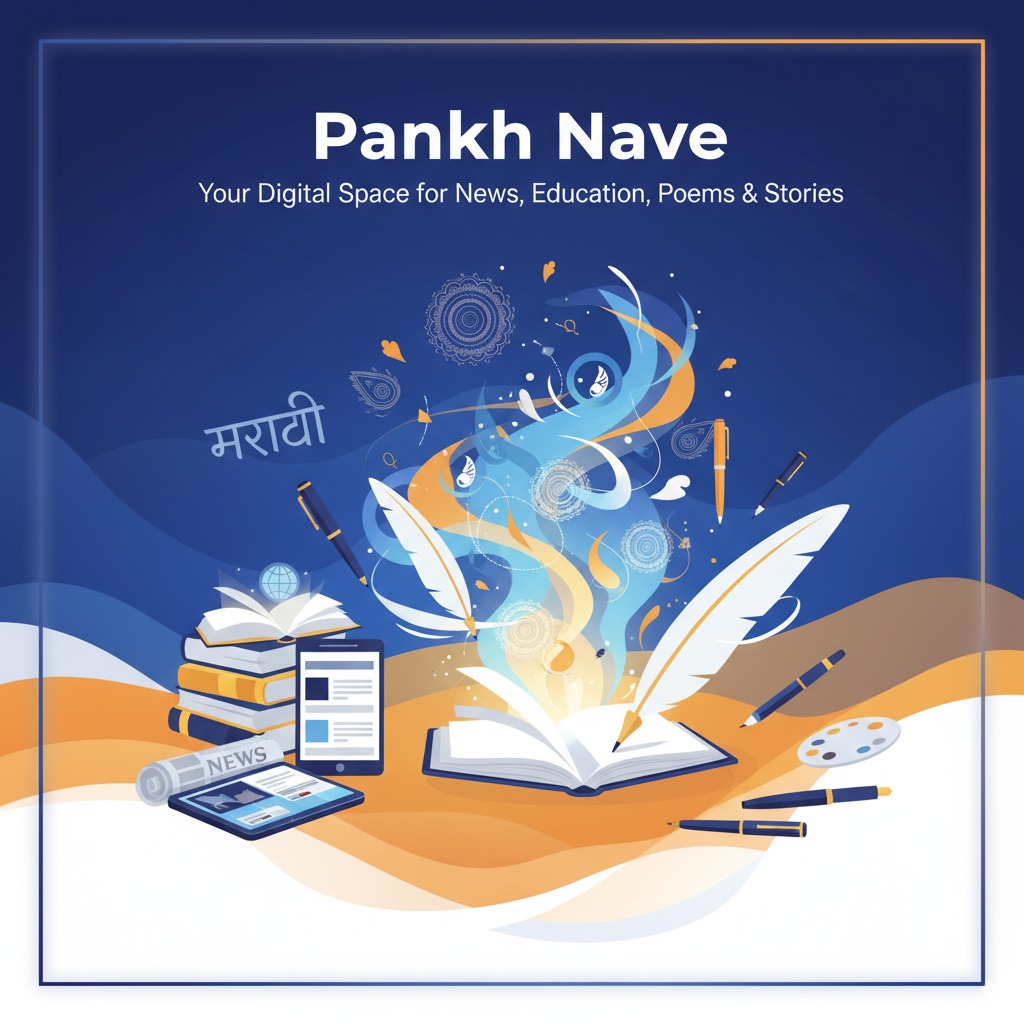 Pankh Nave
Your Digital Space for News, Education, Poems & Stories
मराठी
NEWS